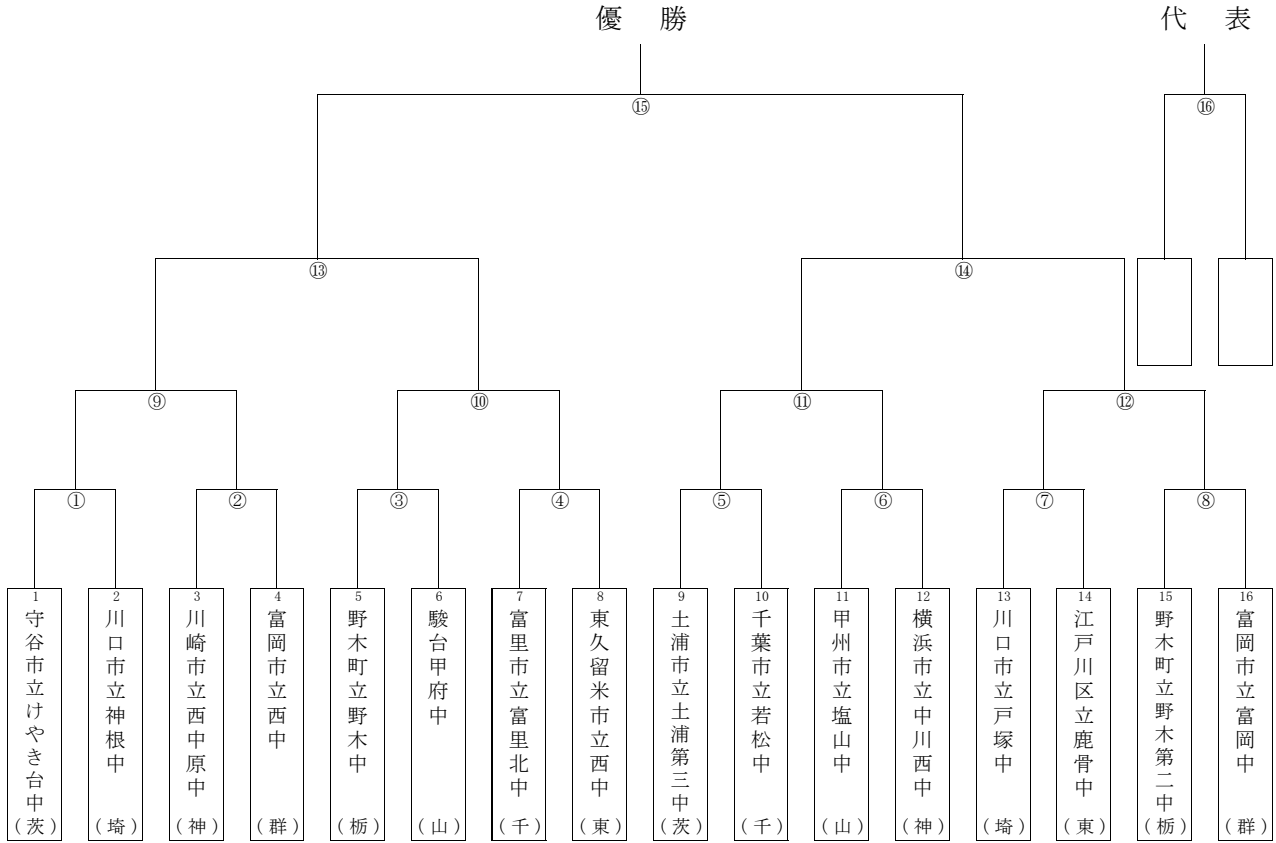 優　勝
代　表
⑮
⑯
⑬
⑭
⑨
⑩
⑪
⑫
①
②
③
④
⑤
⑥
⑦
⑧
1
守谷市立けやき台中
(茨)
2
川口市立神根中
(埼)
3
川崎市立西中原中
(神)
4
富岡市立西中
(群)
5
野木町立野木中
(栃)
6
駿台甲府中
(山)
7
富里市立富里北中
(千)
8
東久留米市立西中
(東)
9
土浦市立土浦第三中
(茨)
10
千葉市立若松中
(千)
11
甲州市立塩山中
(山)
12
横浜市立中川西中
(神)
13
川口市立戸塚中
(埼)
14
江戸川区立鹿骨中
(東)
15
野木町立野木第二中
(栃)
16
富岡市立富岡中
(群)